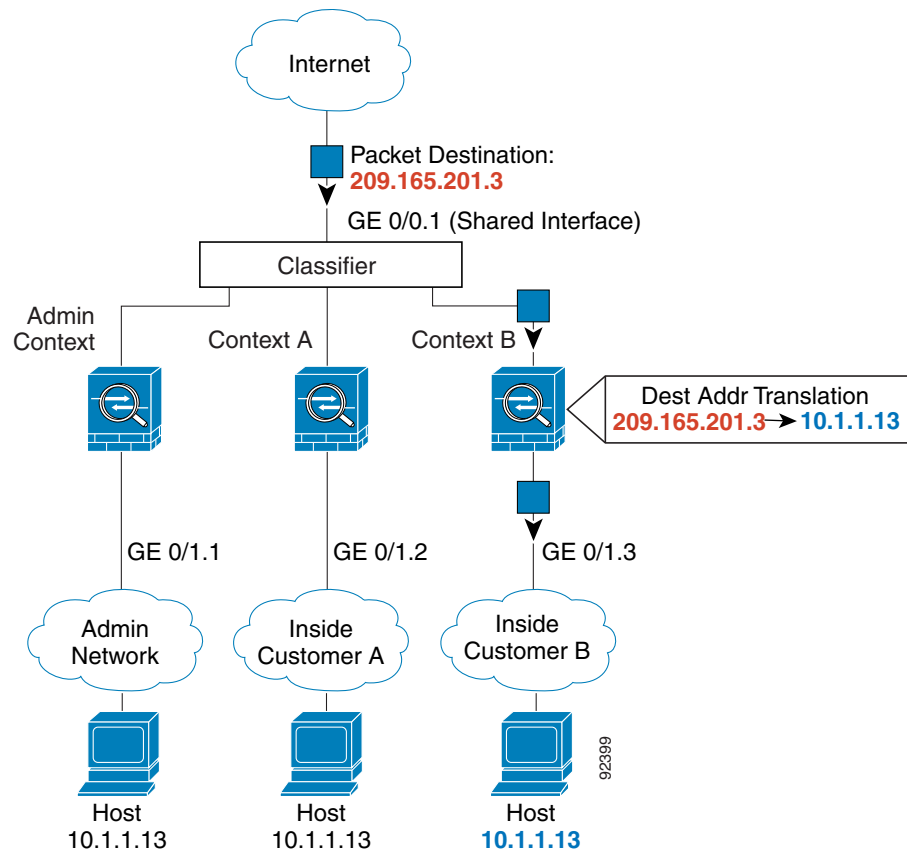 Internet
Packet Destination:
209.165.201.3
GE 0/0.1 (Shared Interface)
Classifier
Admin
Context
Context A
Context B
Dest Addr Translation
209.165.201.3 10.1.1.13
GE 0/1.1
GE 0/1.2
GE 0/1.3
Admin
Network
Inside
Customer A
Inside
Customer B
92399
Host
10.1.1.13
Host
10.1.1.13
Host
10.1.1.13